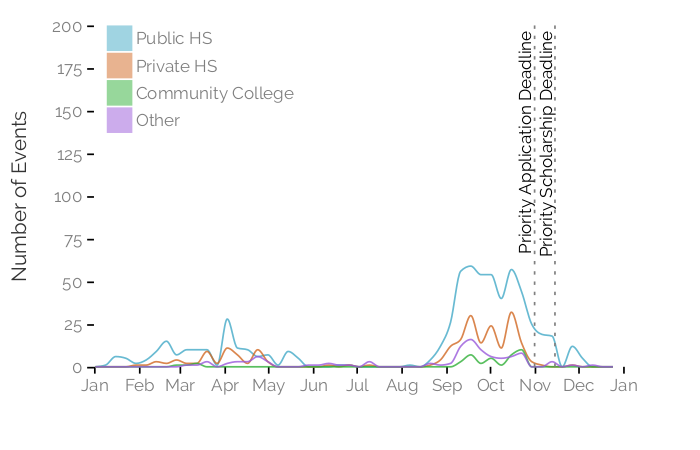 Number of Events
200
175
150
125
100
75
50
25
0
Public HS
Private HS
Community College
Other
Priority Application Deadline
Priority Scholarship Deadline
Jan Feb Mar Apr May Jun Jul Aug Sep Oct Nov Dec Jan